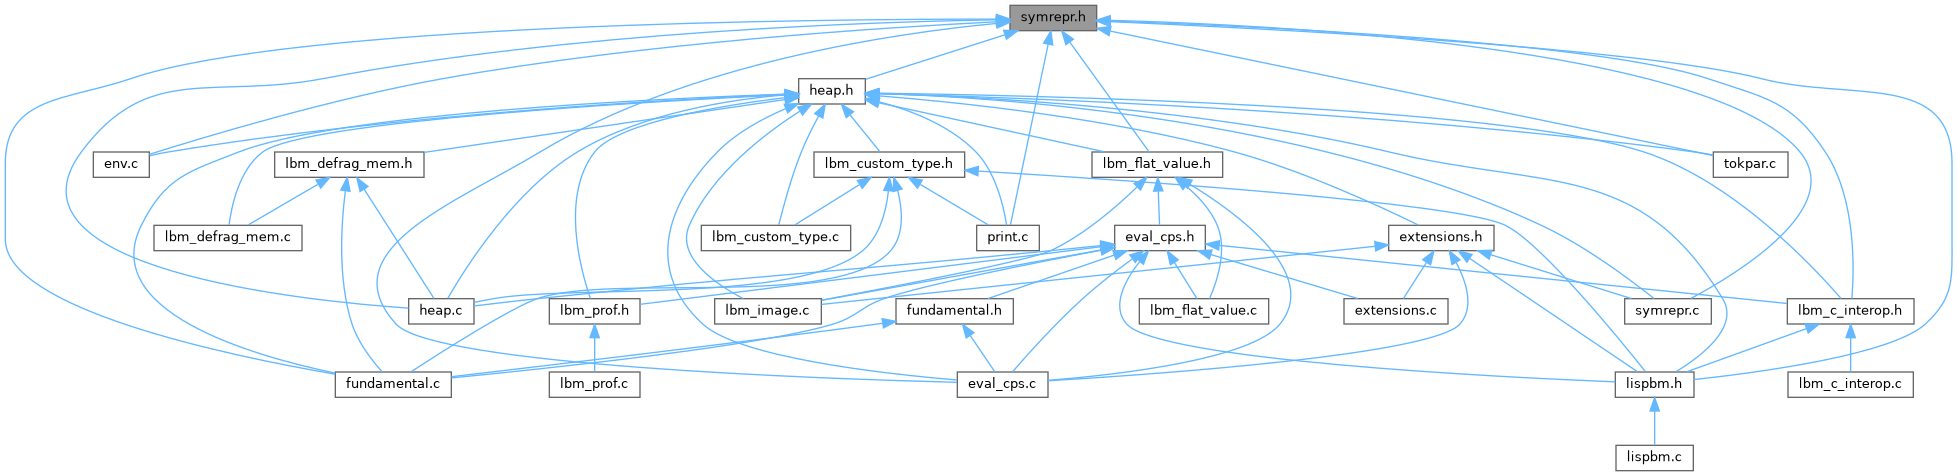 symrepr.h
heap.h
env.c
lbm_defrag_mem.h
lbm_custom_type.h
lbm_flat_value.h
tokpar.c
lbm_defrag_mem.c
lbm_custom_type.c
print.c
eval_cps.h
extensions.h
heap.c
lbm_prof.h
lbm_image.c
fundamental.h
lbm_flat_value.c
extensions.c
symrepr.c
lbm_c_interop.h
fundamental.c
lbm_prof.c
eval_cps.c
lispbm.h
lbm_c_interop.c
lispbm.c